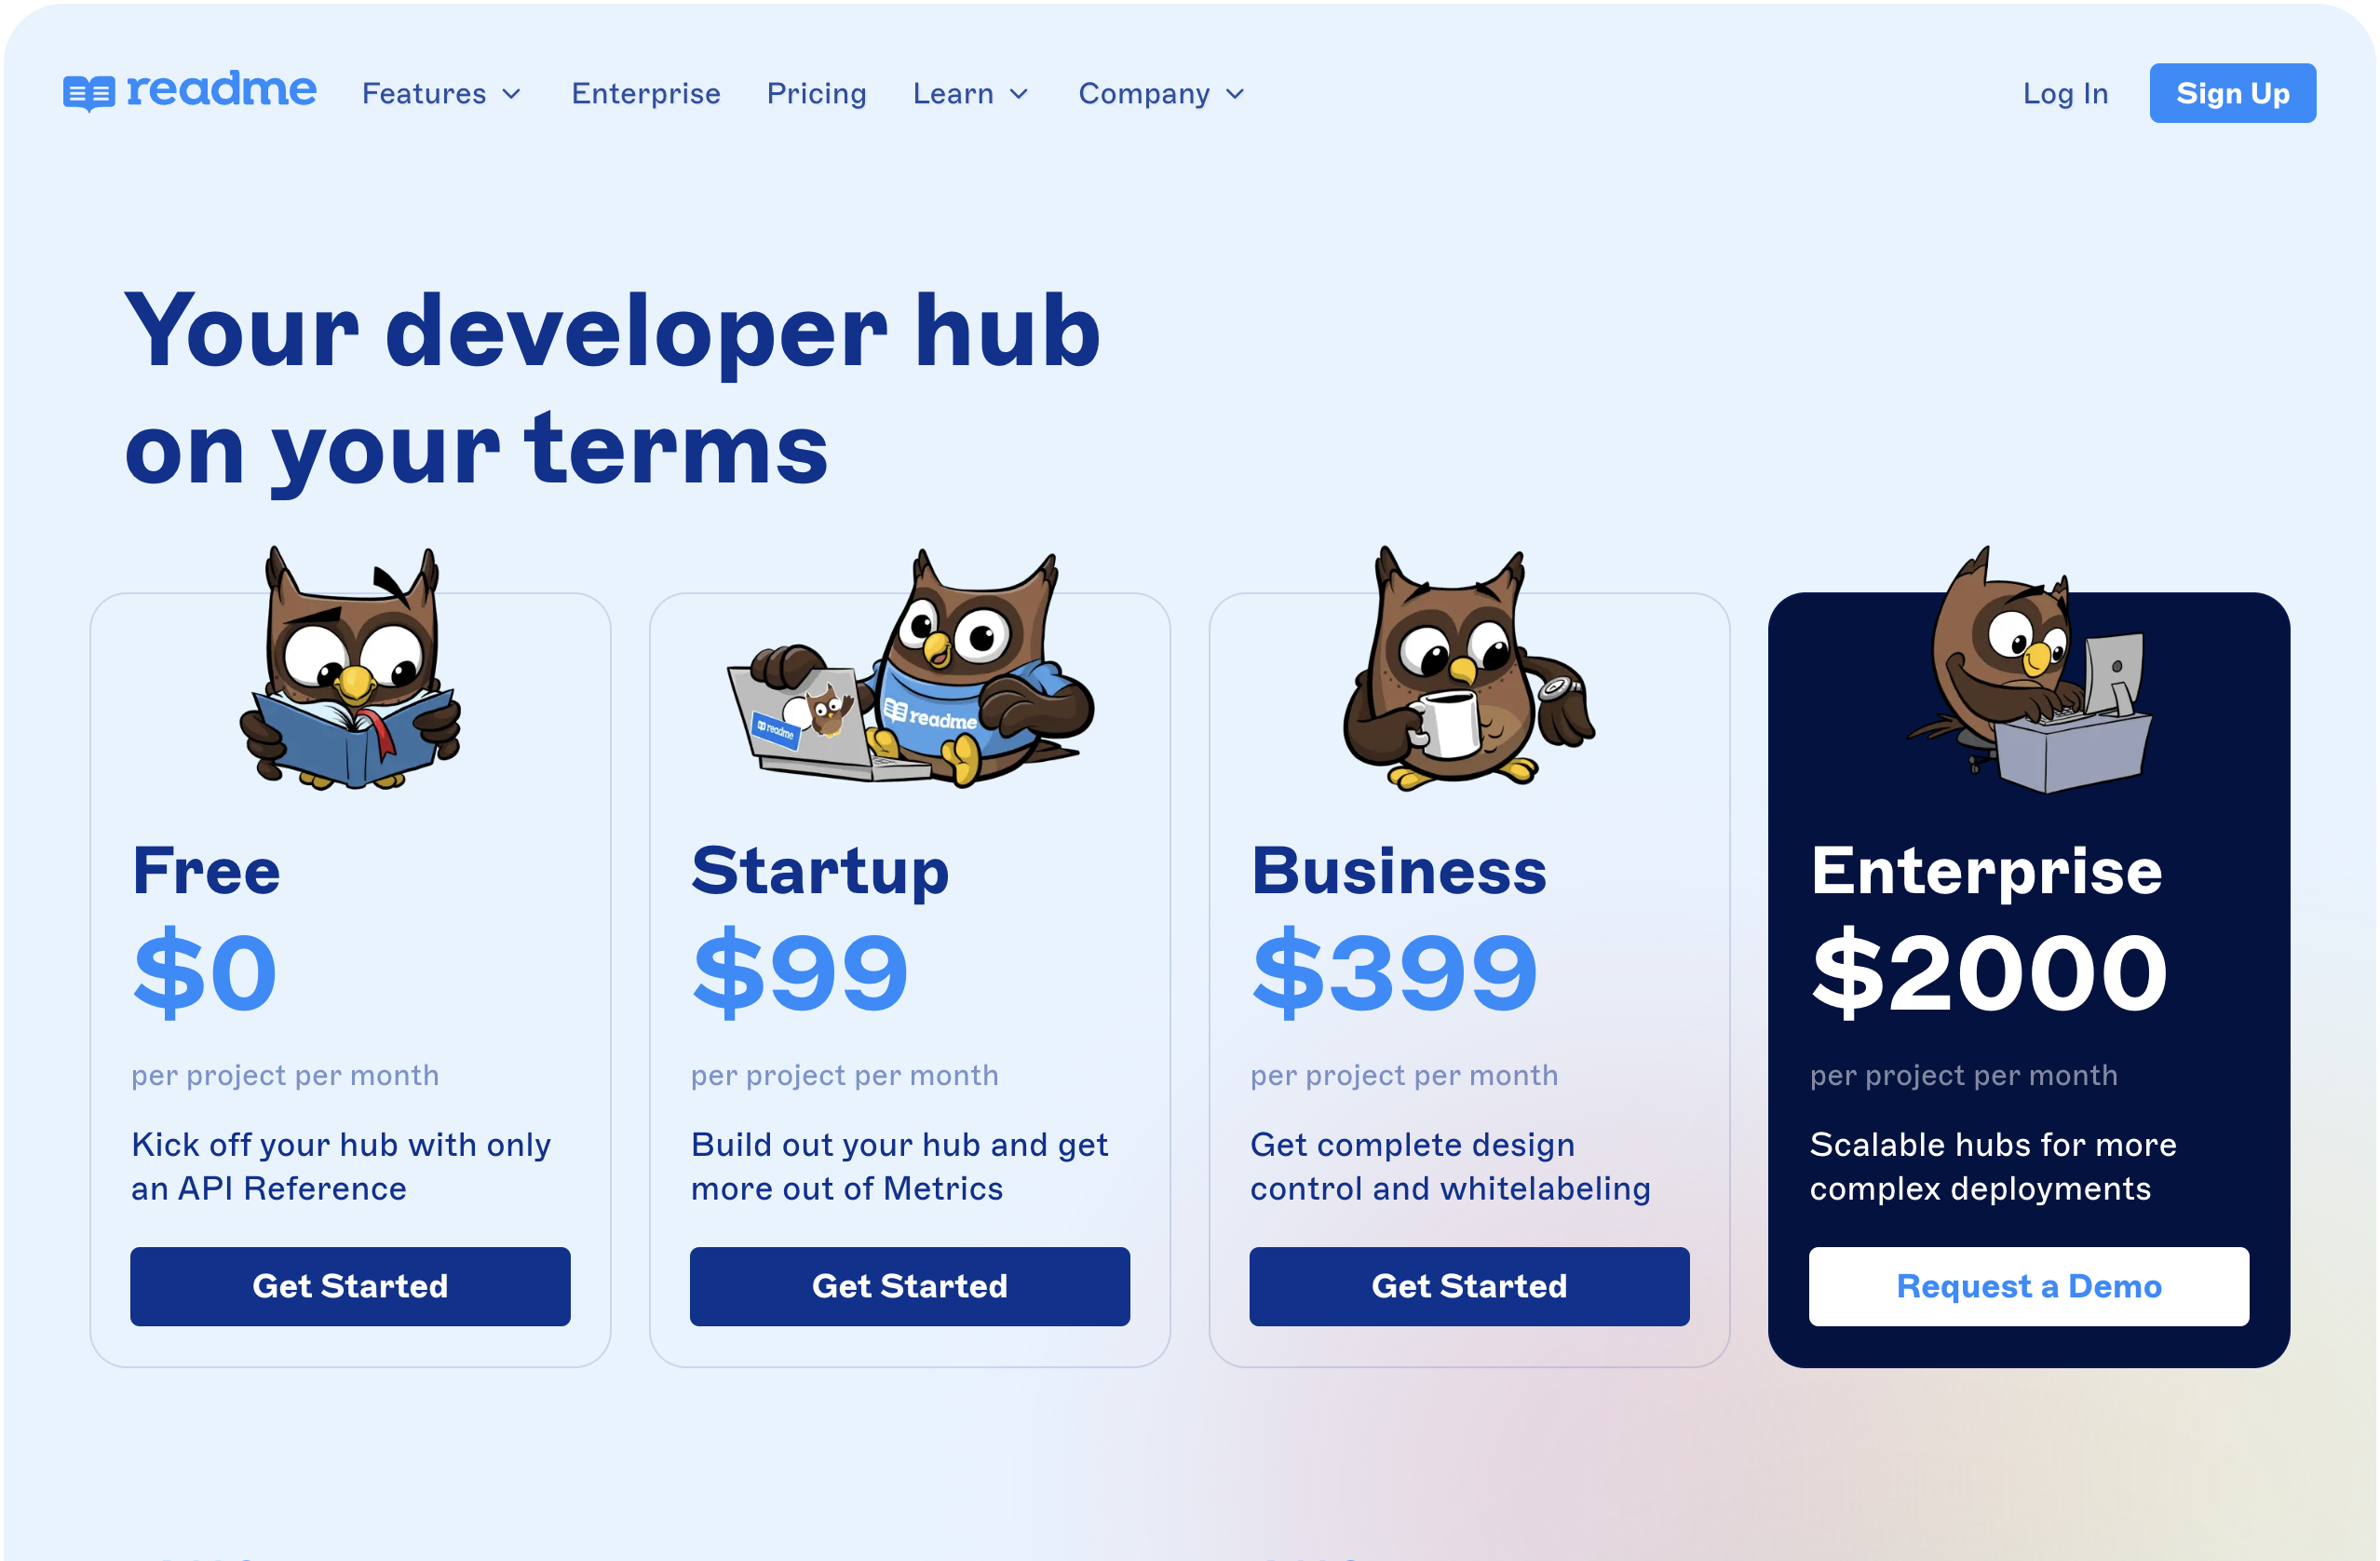 readme
Features
Enterprise
Pricing
Learn
Company
Log In
Sign Up
Your developer hub
on your terms
readme
readme
Free
$0
per project per month
Kick off your hub with only
an API Reference
Get Started
Startup
$99
per project per month
Build out your hub and get
more out of Metrics
Get Started
Business
$399
per project per month
Get complete design
control and whitelabeling
Get Started
Enterprise
$2000
per project per month
Scalable hubs for more
complex deployments
Request a Demo